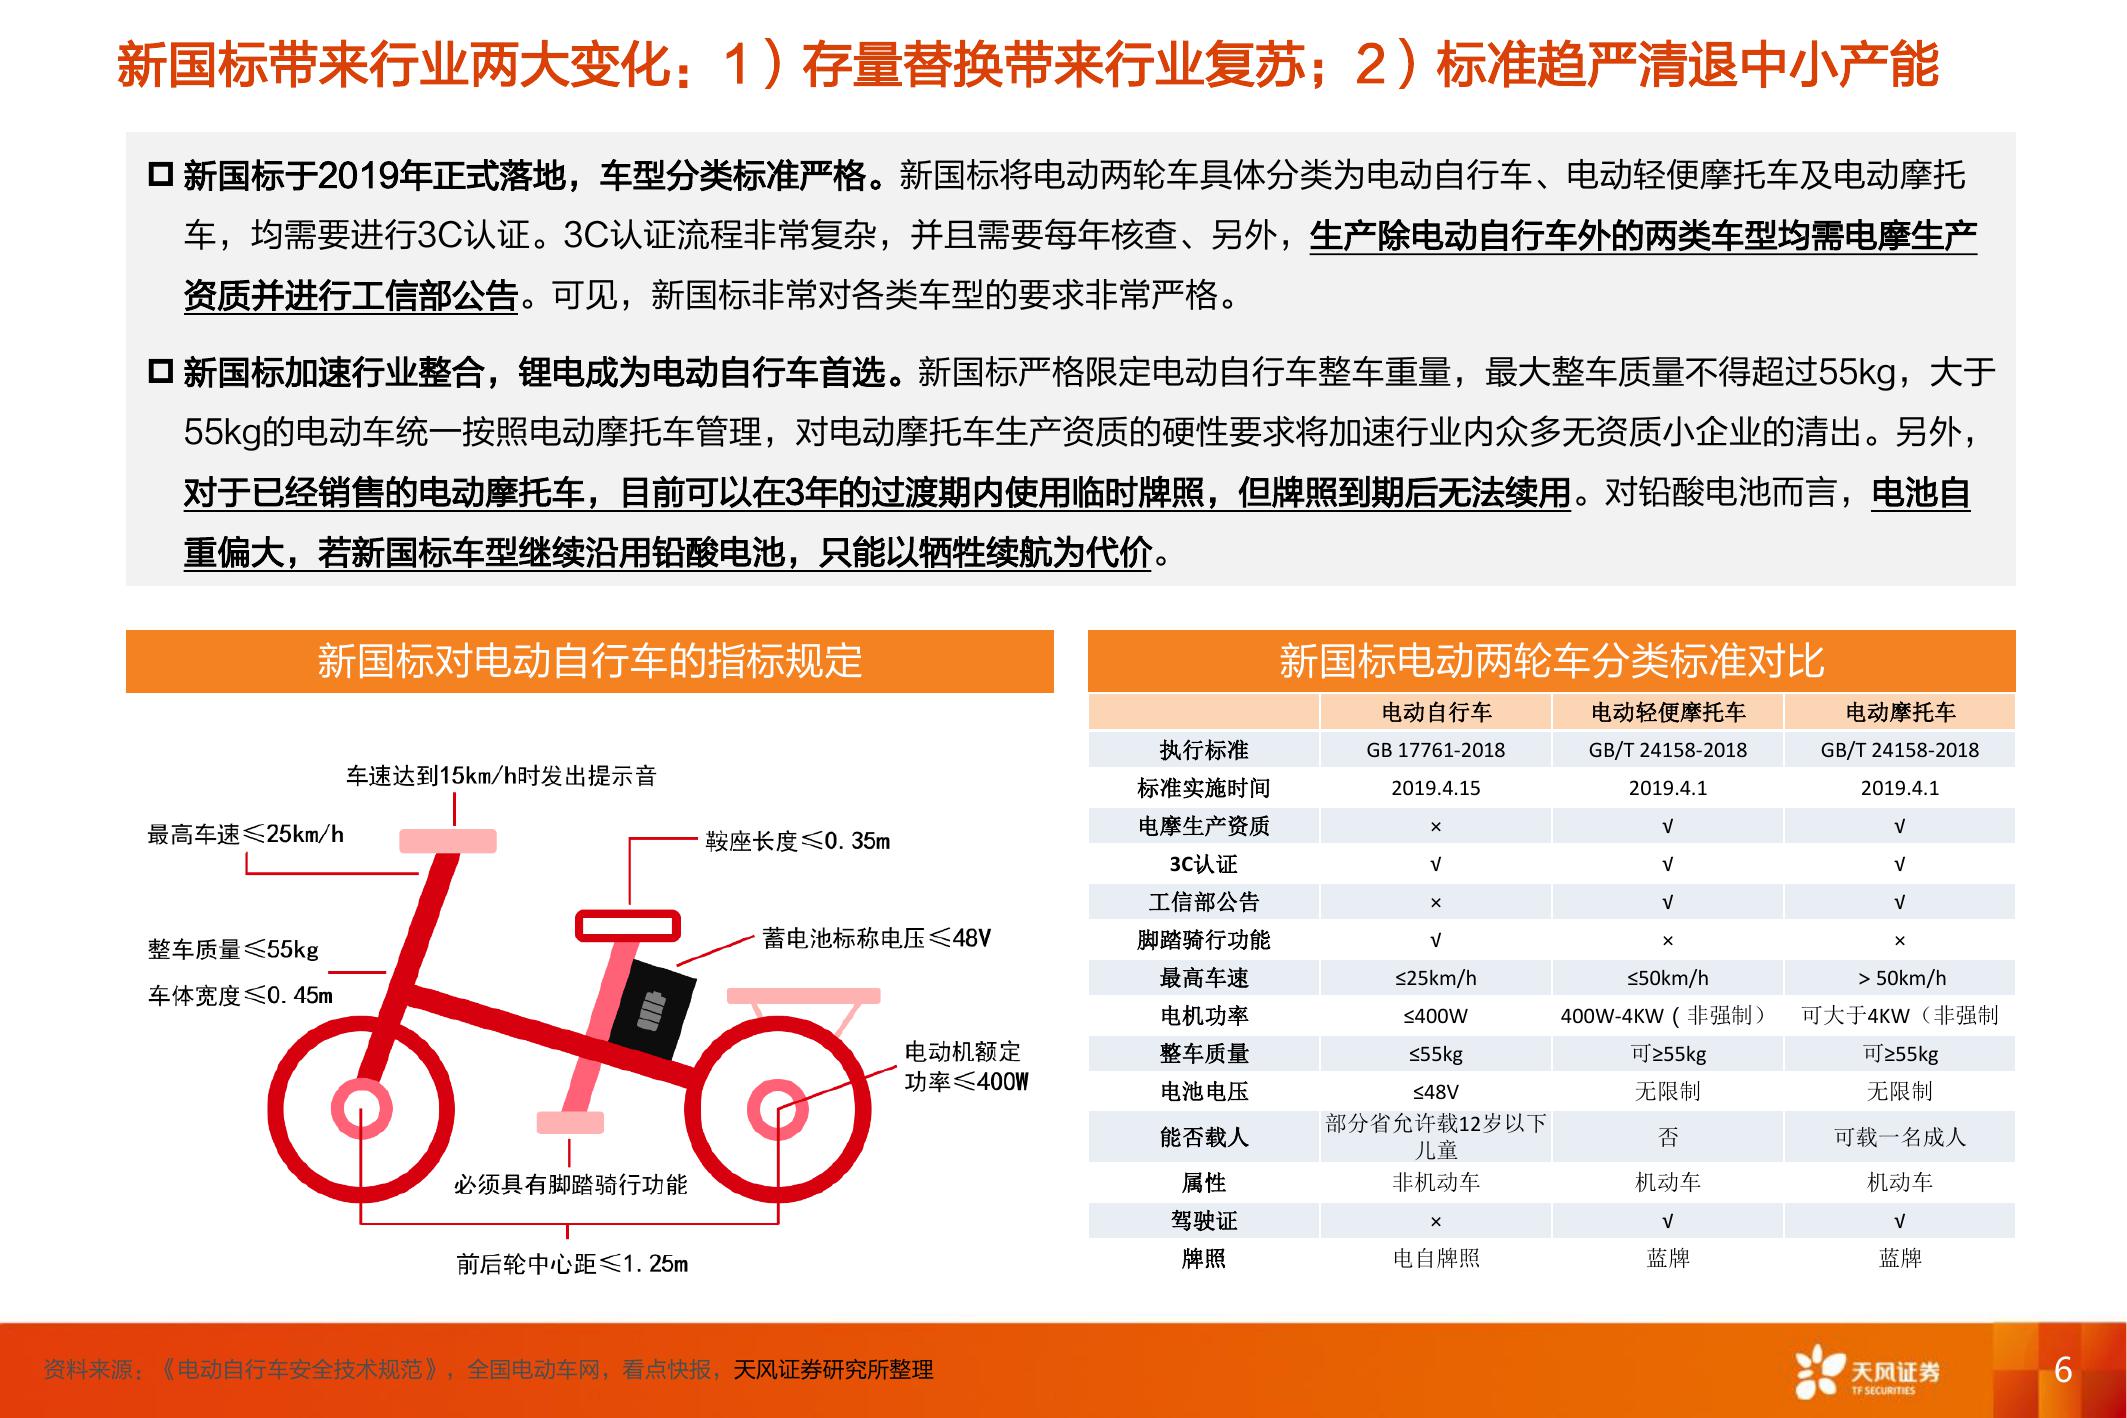 新国标带来行业两大变化：1）存量替换带来行业复苏；2）标准趋严清退中小产能
新国标于2019年正式落地，车型分类标准严格。新国标将电动两轮车具体分类为电动自行车、电动轻便摩托车及电动摩托
车，均需要进行3C认证。3C认证流程非常复杂，并且需要每年核查、另外，生产除电动自行车外的两类车型均需电摩生产
资质并进行工信部公告。可见，新国标非常对各类车型的要求非常严格。
新国标加速行业整合，锂电成为电动自行车首选。新国标严格限定电动自行车整车重量，最大整车质量不得超过55kg，大于
55kg的电动车统一按照电动摩托车管理，对电动摩托车生产资质的硬性要求将加速行业内众多无资质小企业的清出。另外，
对于已经销售的电动摩托车，目前可以在3年的过渡期内使用临时牌照，但牌照到期后无法续用。对铅酸电池而言，电池自
重偏大，若新国标车型继续沿用铅酸电池，只能以牺牲续航为代价。
新国标对电动自行车的指标规定
车速达到15km/h时发出提示音
最高车速≤25km/h
鞍座长度≤0.35m
整车质量≤55kg
蓄电池标称电压≤48V
车体宽度≤0.45m
电动机额定
功率≤400W
必须具有脚踏骑行功能
前后轮中心距≤1.25m
新国标电动两轮车分类标准对比
电动自行车 电动轻便摩托车 电动摩托车
执行标准 GB 17761-2018 GB/T 24158-2018 GB/T 24158-2018
标准实施时间 2019.4.15 2019.4.1 2019.4.1
电摩生产资质 × √ √
3C认证 √ √ √
工信部公告 × √ √
脚踏骑行功能 √ × ×
最高车速 ≤25km/h ≤50km/h > 50km/h
电机功率 ≤400W 400W-4KW（非强制） 可大于4KW（非强制
整车质量 ≤55kg 可≥55kg 可≥55kg
电池电压 ≤48V 无限制 无限制
能否载人 部分省允许载12岁以下 否 可载一名成人
儿童
属性 非机动车 机动车 机动车
驾驶证 × √ √
牌照 电自牌照 蓝牌 蓝牌
资料来源：《电动自行车安全技术规范》，全国电动车网，看点快报，天风证券研究所整理
天风证券
TF SECURITIES
6